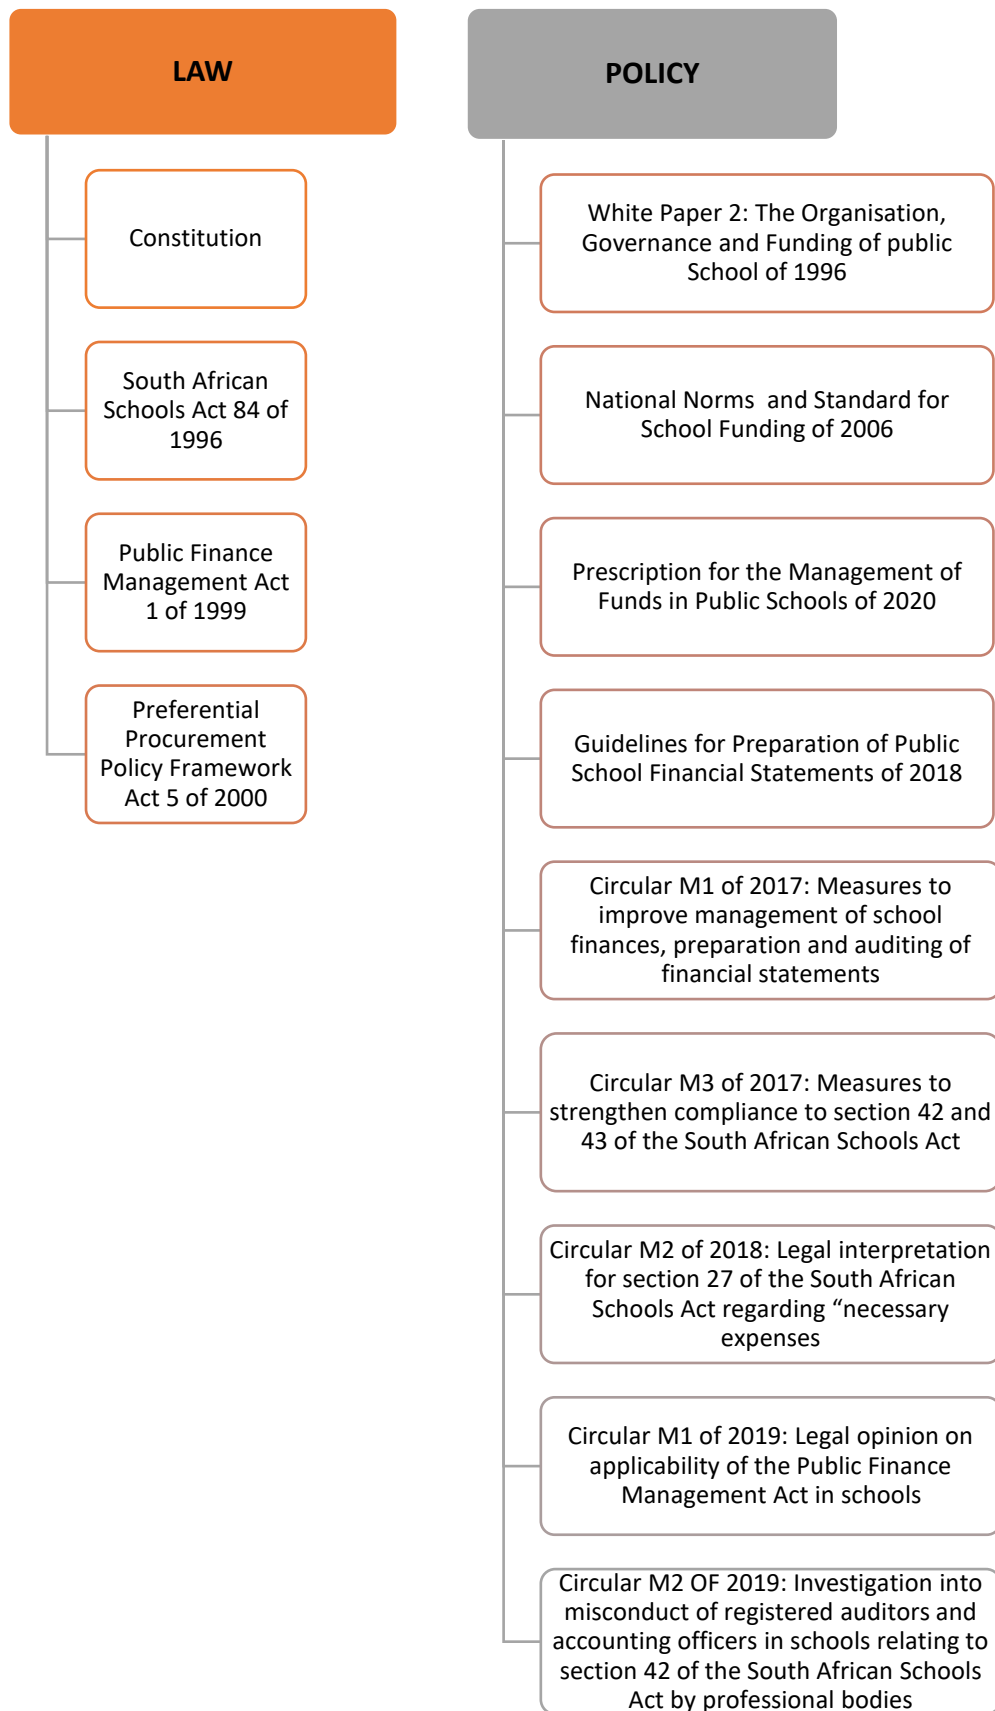 LAW
Constitution
South African
Schools Act 84 of
1996
Public Finance
Management Act
1 of 1999
Preferential
Procurement
Policy Framework
Act 5 of 2000
POLICY
White Paper 2: The Organisation,
Governance and Funding of public
School of 1996
National Norms  and Standard for
School Funding of 2006
Prescription for the Management of
Funds in Public Schools of 2020
Guidelines for Preparation of Public
School Financial Statements of 2018
Circular M1 of 2017: Measures to
improve management of school
finances, preparation and auditing of
financial statements
Circular M3 of 2017: Measures to
strengthen compliance to section 42 and
43 of the South African Schools Act
Circular M2 of 2018: Legal interpretation
for section 27 of the South African
Schools Act regarding “necessary
expenses
Circular M1 of 2019: Legal opinion on
applicability of the Public Finance
Management Act in schools
Circular M2 OF 2019: Investigation into
misconduct of registered auditors and
accounting officers in schools relating to
section 42 of the South African Schools
Act by professional bodies